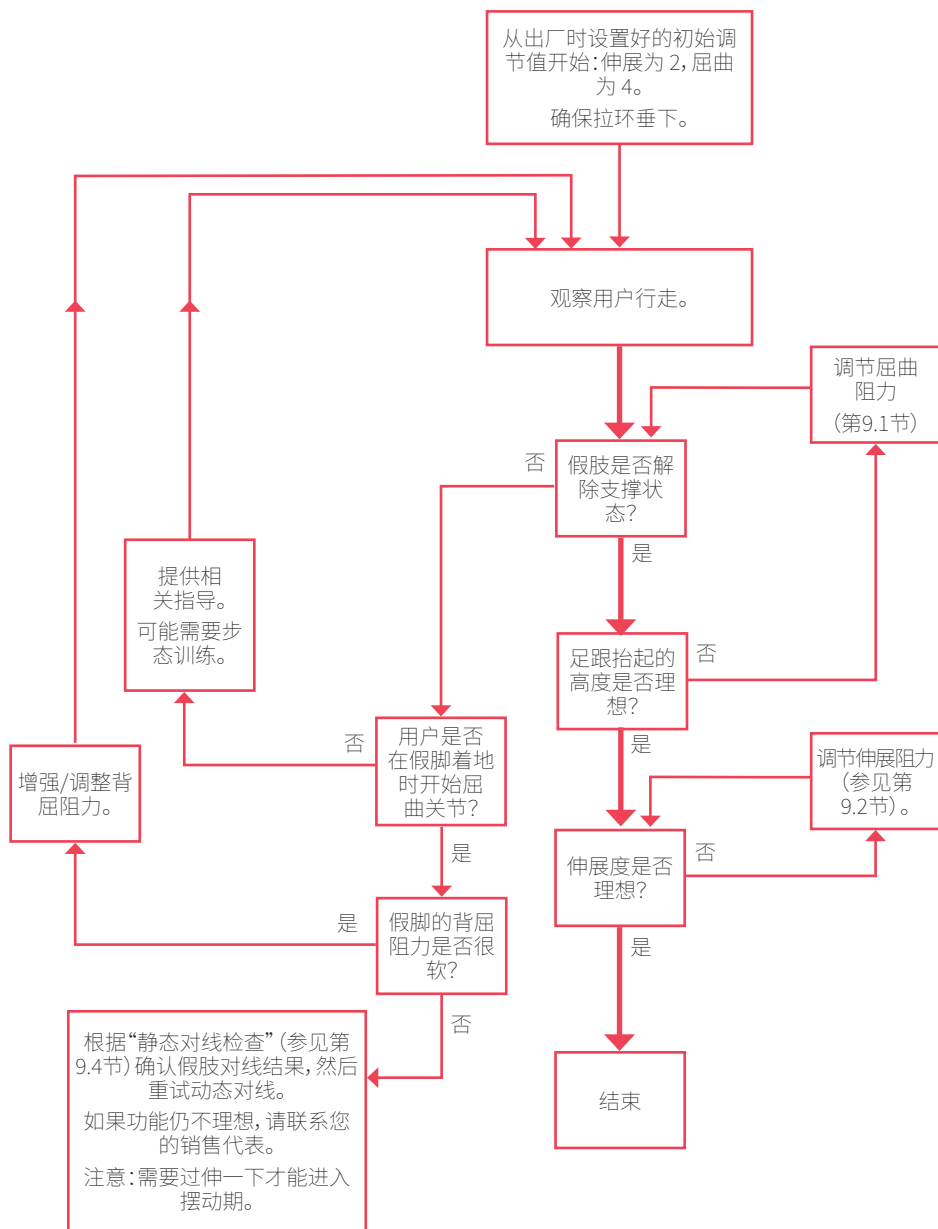 从出厂时设置好的初始调
节值开始：伸展为 2，屈曲
为 4。
确保拉环垂下。
观察用户行走。
调节屈曲
阻力
（第9.1节）
否
假肢是否解
除支撑状
态？
是
提供相
关指导。
可能需要步
态训练。
足跟抬起的
高度是否理
想？
否
是
否
用户是否
在假脚着地
时开始屈
曲关节？
增强/调整背
屈阻力。
调节伸展阻力
（参见第
9.2节）。
是
伸展度是否
理想？
否
是
假脚的背屈
阻力是否很
软？
是
否
根据“静态对线检查”（参见第
9.4节）确认假肢对线结果，然后
重试动态对线。
如果功能仍不理想，请联系您
的销售代表。
注意：需要过伸一下才能进入
摆动期。
结束